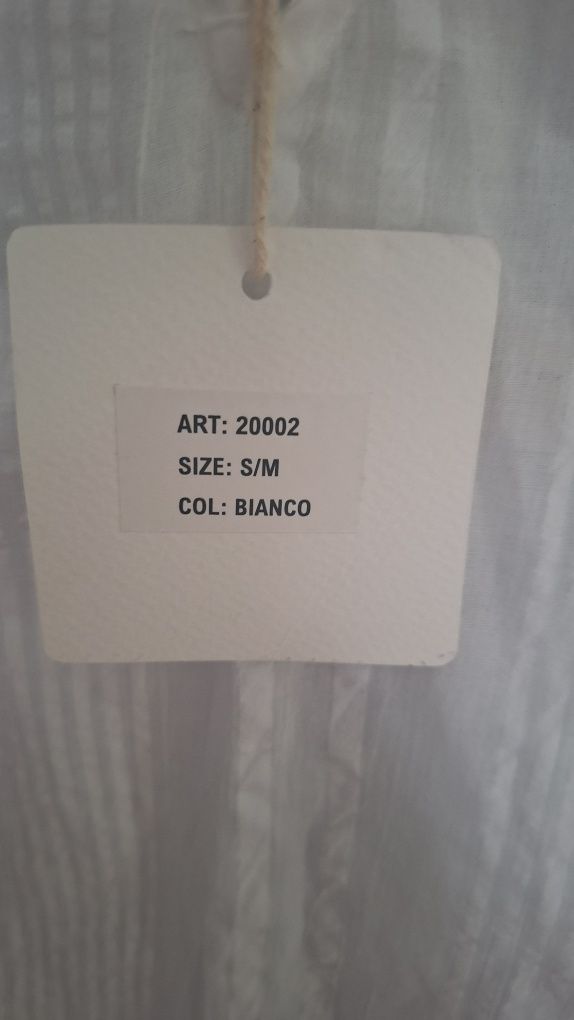 ART: 20002
SIZE: S/M
COL: BIANCO